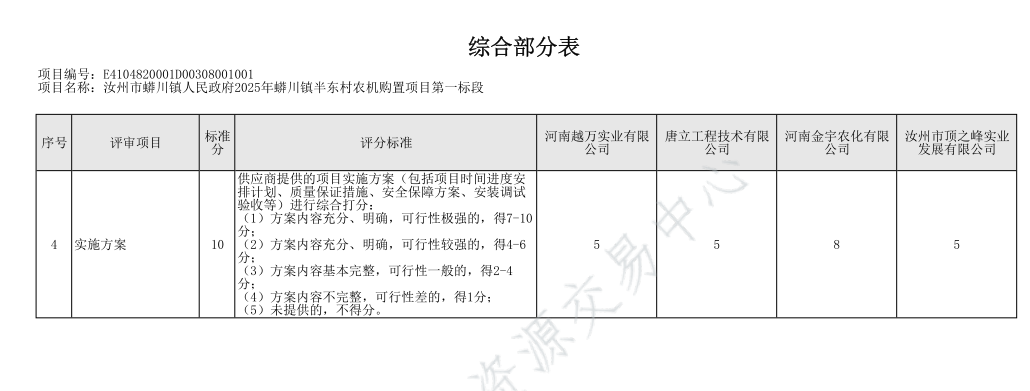 综合部分表
项目编号：E4104820001D00308001001
项目名称：汝州市蟒川镇人民政府2025年蟒川镇半东村农机购置项目第一标段
序号
评审项目
标准
分
评分标准
河南越万实业有限
公司
唐立工程技术有限
公司
河南金宇农化有限
公司
汝州市顶之峰实业
发展有限公司
4
实施方案
10
供应商提供的项目实施方案（包括项目时间进度安
排计划、质量保证措施、安全保障方案、安装调试
验收等）进行综合打分：
（1）方案内容充分、明确，可行性极强的，得7-10
分；
（2）方案内容充分、明确，可行性较强的，得4-6
分；
（3）方案内容基本完整，可行性一般的，得2-4
分；
（4）方案内容不完整，可行性差的，得1分；
（5）未提供的，不得分。
5
5
8
5
资源交易中心